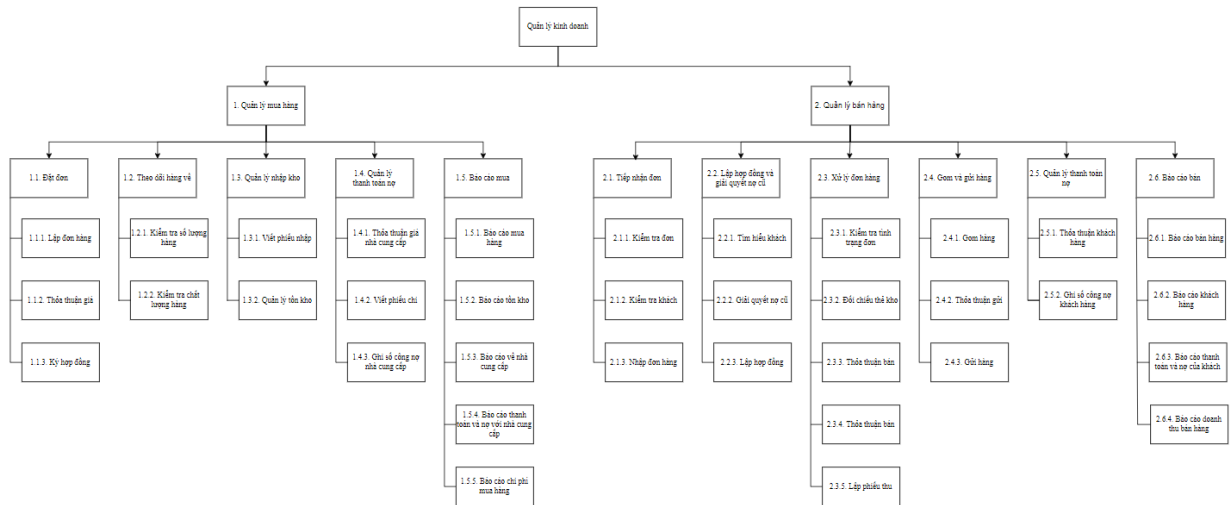 Quản lý kinh doanh
1. Quản lý mua hàng
2. Quản lý bán hàng
1.1. Đặt đơn
1.2. Theo dõi hàng về
1.3. Quản lý nhập kho
1.4. Quản lý
thanh toán nợ
1.5. Báo cáo mua
2.1. Tiếp nhận đơn
2.2. Lập hợp đồng và
giải quyết nợ cũ
2.3. Xử lý đơn hàng
2.4. Gom và gửi hàng
2.5. Quản lý thanh toán
nợ
2.6. Báo cáo bán
1.1.1. Lập đơn hàng
1.1.2. Thỏa thuận giá
1.1.3. Ký hợp đồng
1.2.1. Kiểm tra số lượng
hàng
1.2.2. Kiểm tra chất
lượng hàng
1.3.1. Viết phiếu nhập
1.3.2. Quản lý tồn kho
1.4.1. Thỏa thuận giá
nhà cung cấp
1.4.2. Viết phiếu chi
1.4.3. Ghi sổ công nợ
nhà cung cấp
1.5.1. Báo cáo mua
hàng
1.5.2. Báo cáo tồn kho
1.5.3. Báo cáo về nhà
cung cấp
1.5.4. Báo cáo thanh
toán và nợ với nhà cung
cấp
1.5.5. Báo cáo chi phí
mua hàng
2.1.1. Kiểm tra đơn
2.1.2. Kiểm tra khách
2.1.3. Nhập đơn hàng
2.2.1. Tìm hiểu khách
2.2.2. Giải quyết nợ cũ
2.2.3. Lập hợp đồng
2.3.1. Kiểm tra tình
trạng đơn
2.3.2. Đối chiếu thẻ kho
2.3.3. Thỏa thuận bán
2.3.4. Thỏa thuận bán
2.3.5. Lập phiếu thu
2.4.1. Gom hàng
2.4.2. Thỏa thuận gửi
2.4.3. Gửi hàng
2.5.1. Thỏa thuận khách
hàng
2.5.2. Ghi sổ công nợ
khách hàng
2.6.1. Báo cáo bán hàng
2.6.2. Báo cáo khách
hàng
2.6.3. Báo cáo thanh
toán và nợ của khách
2.6.4. Báo cáo doanh
thu bán hàng